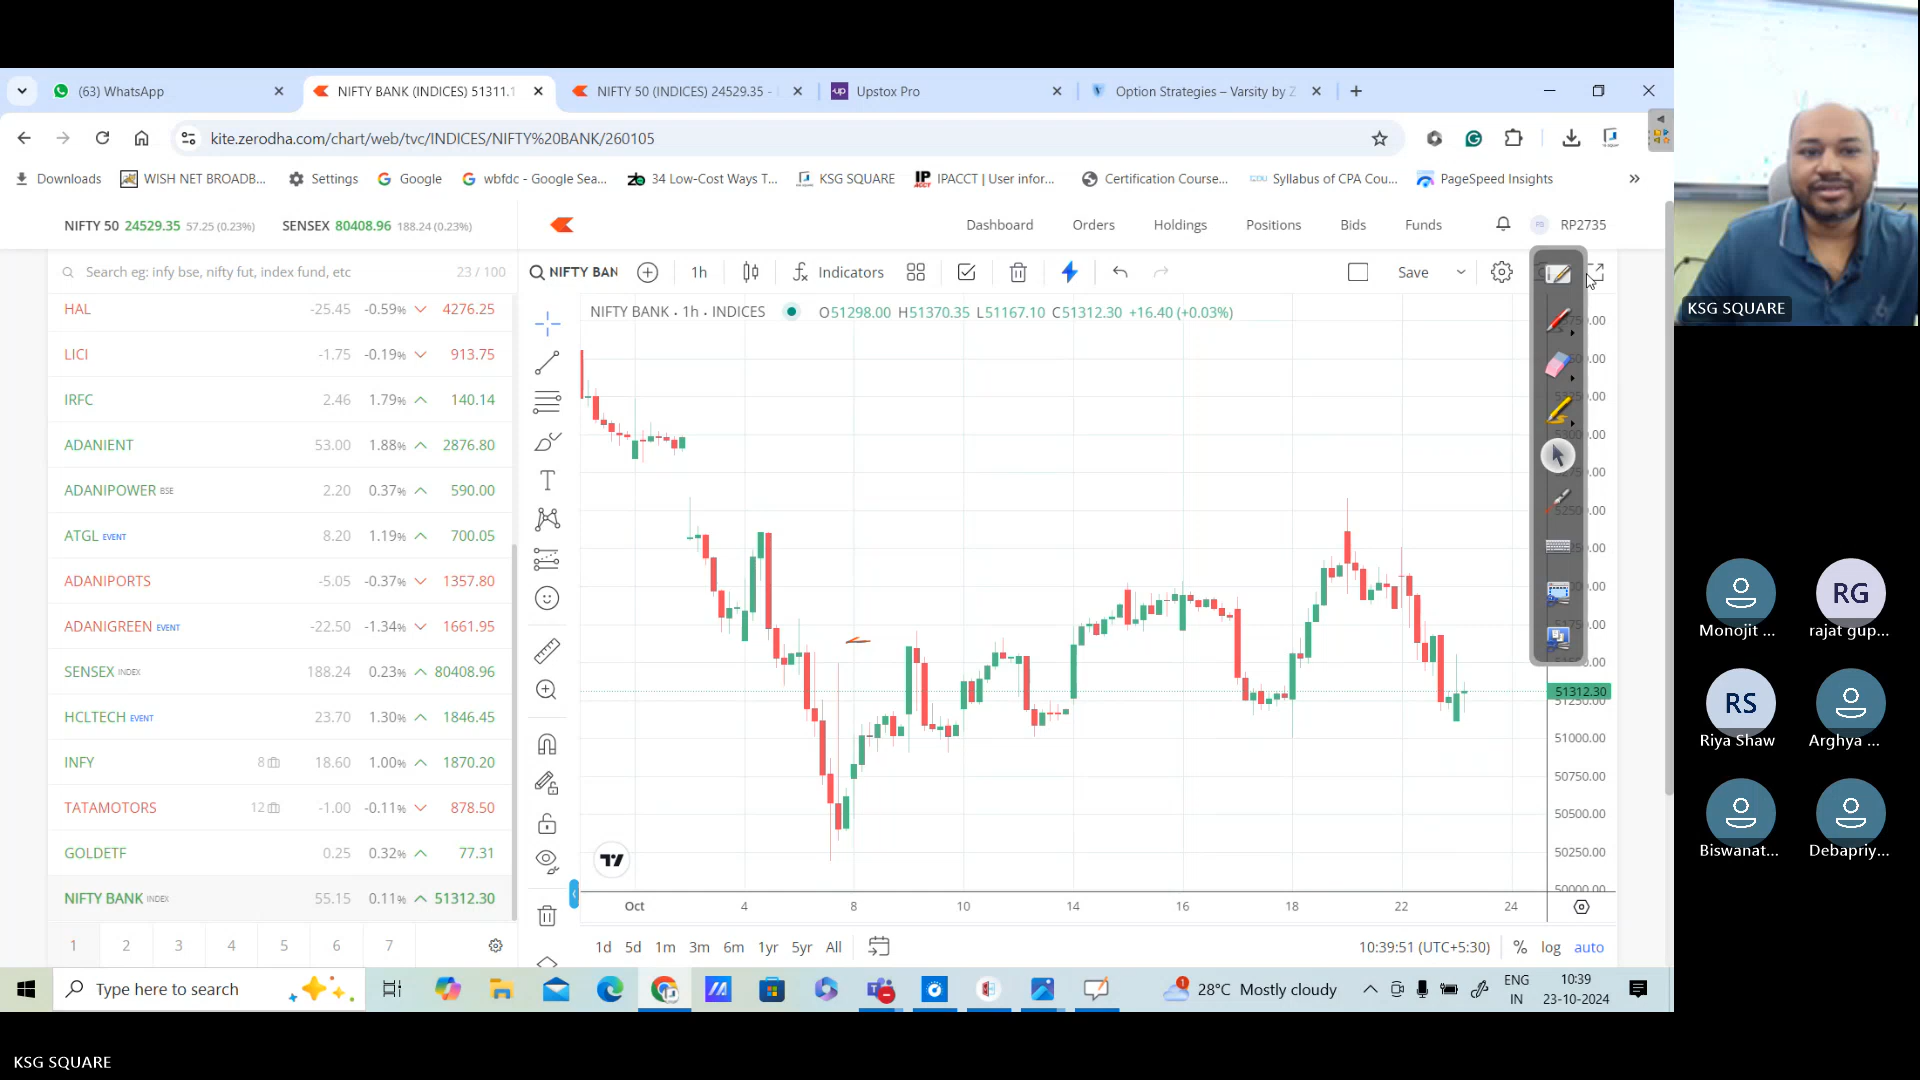 (63) WhatsApp
NIFTY BANK (INDICES) 51311.1
NIFTY 50 (INDICES) 24529.35 -
Upstox Pro
Option Strategies – Varsity by Z
kite.zerodha.com/chart/web/tvc/INDICES/NIFTY%20BANK/260105
Downloads
WISH NET BROADB...
Settings
Google
wbfdc - Google Sea...
34 Low-Cost Ways T...
KSG SQUARE
IPACCT | User infor...
Certification Course...
Syllabus of CPA Cou...
PageSpeed Insights
NIFTY 50 24529.35 57.25 (0.23%)
SENSEX 80408.96 188.24 (0.23%)
Dashboard
Orders
Holdings
Positions
Bids
Funds
RP2735
Search eg: infy bse, nifty fut, index fund, etc
23 / 100
HAL -25.45 -0.59% 4276.25
LICI -1.75 -0.19% 913.75
IRFC 2.46 1.79% 140.14
ADANIENT 53.00 1.88% 2876.80
ADANIPOWER BSE 2.20 0.37% 590.00
ATGL EVENT 8.20 1.19% 700.05
ADANIPORTS -5.05 -0.37% 1357.80
ADANIGREEN EVENT -22.50 -1.34% 1661.95
SENSEX INDEX 188.24 0.23% 80408.96
HCLTECH EVENT 23.70 1.30% 1846.45
INFY 8 18.60 1.00% 1870.20
TATAMOTORS 12 -1.00 -0.11% 878.50
GOLDETF 0.25 0.32% 77.31
NIFTY BANK INDEX 55.15 0.11% 51312.30
1 2 3 4 5 6 7
NIFTY BAN
1h
Indicators
Save
NIFTY BANK · 1h · INDICES
O51298.00 H51370.35 L51167.10 C51312.30 +16.40 (+0.03%)
51312.30
51250.00
51000.00
50750.00
50500.00
50250.00
50000.00
Oct 4 8 10 14 16 18 22 24
1d 5d 1m 3m 6m 1yr 5yr All
10:39:51 (UTC+5:30)
% log auto
Type here to search
28°C Mostly cloudy
ENG
IN
10:39
23-10-2024
KSG SQUARE
Monojit ...
RG
rajat gup...
RS
Riya Shaw
Arghya ...
Biswanat...
Debapriy...
KSG SQUARE